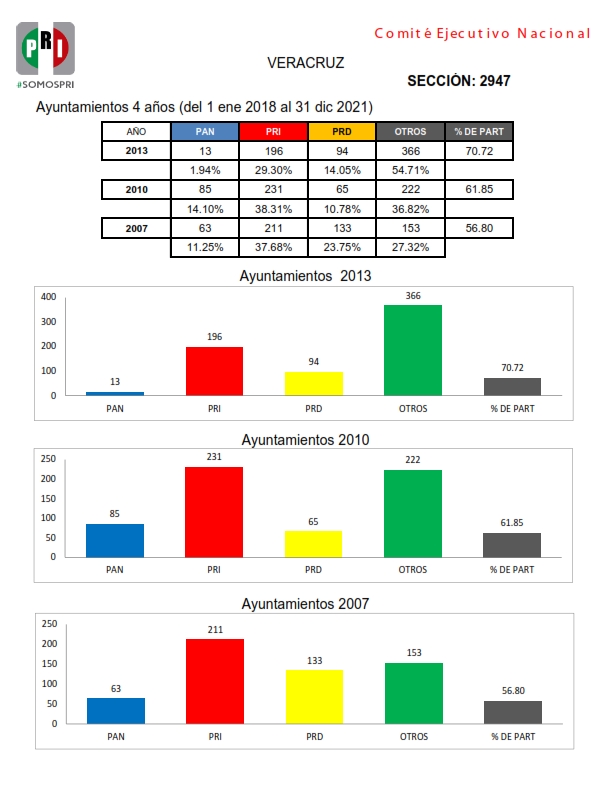 Comité Ejecutivo Nacional
PRI
#SOMOSPRI
VERACRUZ
SECCIÓN: 2947
Ayuntamientos 4 años (del 1 ene 2018 al 31 dic 2021)
AÑO PAN PRI PRD OTROS % DE PART
2013 13 196 94 366 70.72
1.94% 29.30% 14.05% 54.71%
2010 85 231 65 222 61.85
14.10% 38.31% 10.78% 36.82%
2007 63 211 133 153 56.80
11.25% 37.68% 23.75% 27.32%
Ayuntamientos 2013
400
300
200
100
0
13 196 94 366 70.72
PAN PRI PRD OTROS % DE PART
Ayuntamientos 2010
250
200
150
100
50
0
85 231 65 222 61.85
PAN PRI PRD OTROS % DE PART
Ayuntamientos 2007
250
200
150
100
50
0
63 211 133 153 56.80
PAN PRI PRD OTROS % DE PART